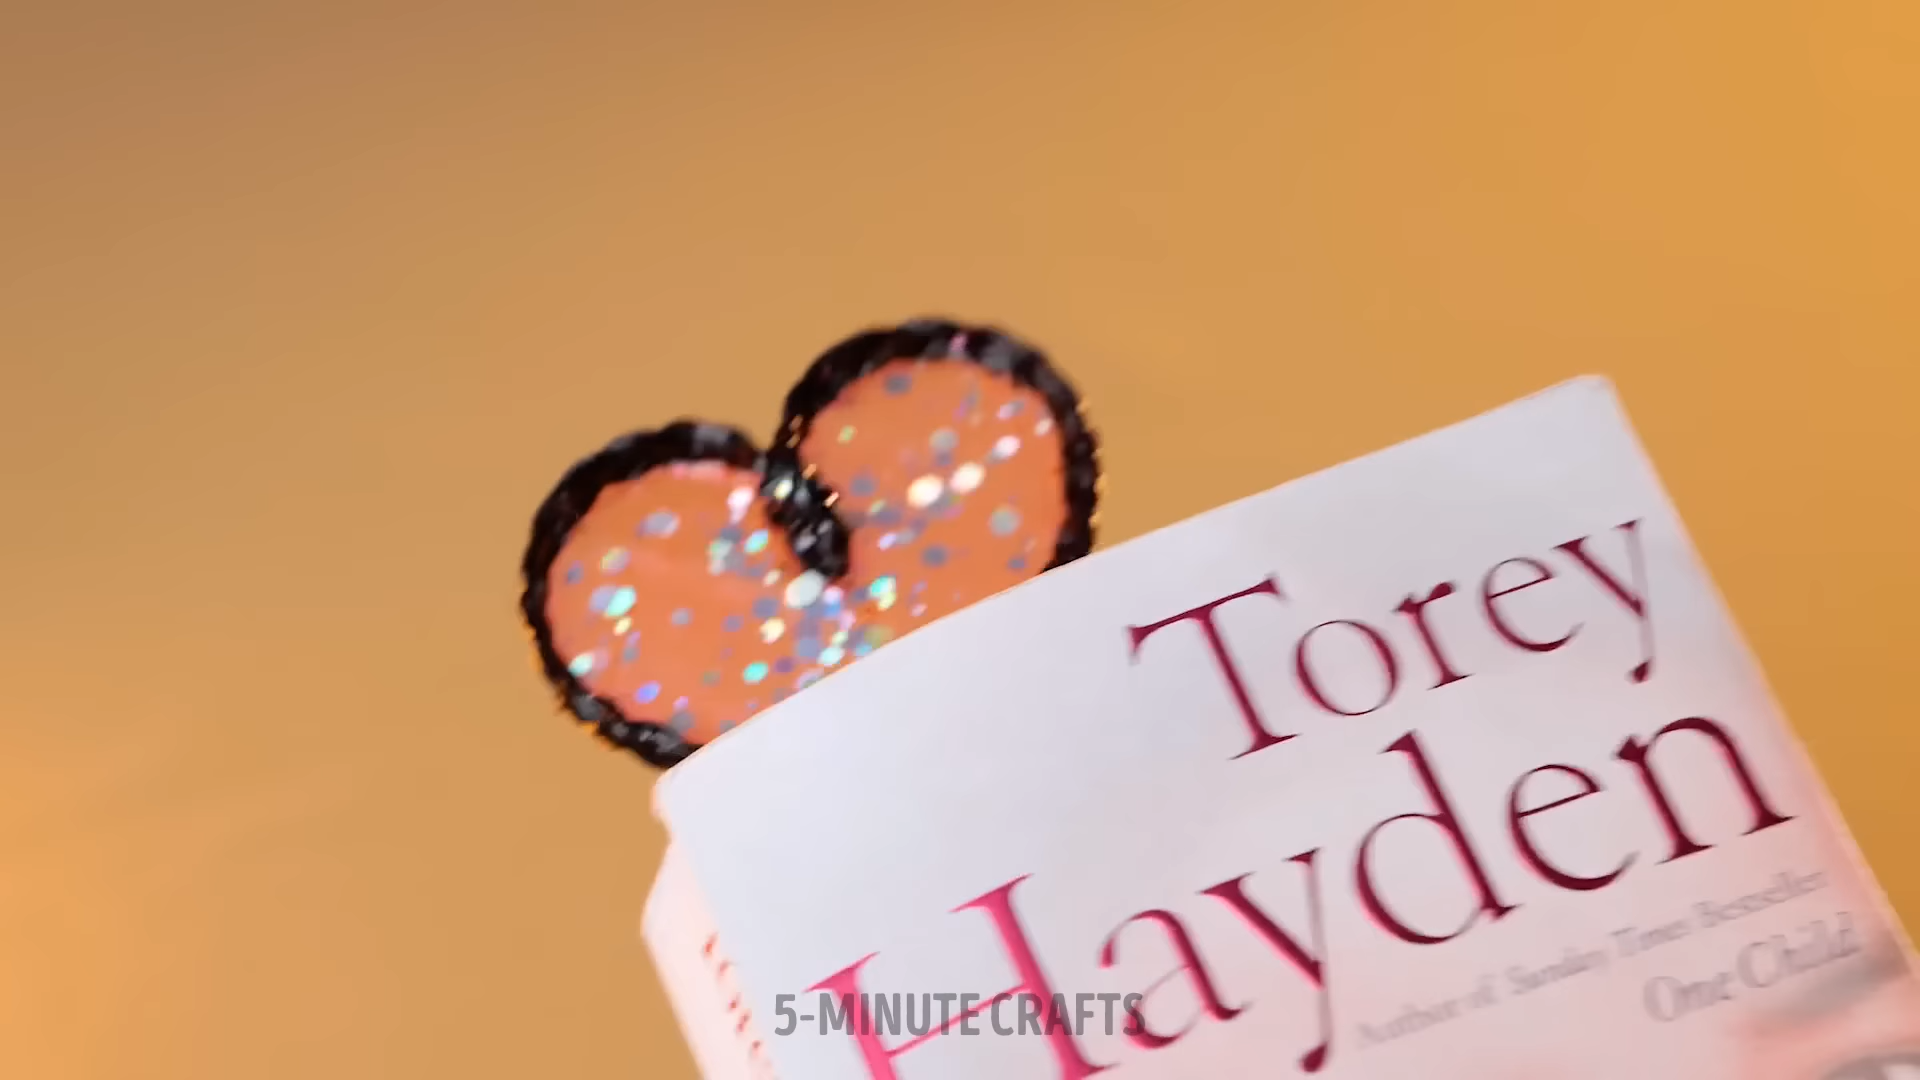 Torey
Hayden
Author of Sunday Times Bestseller
One Child
5-MINUTE CRAFTS